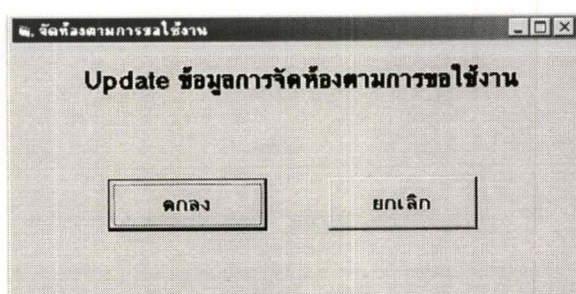 จัดห้องตามการขอใช้งาน
Update ข้อมูลการจัดห้องตามการขอใช้งาน
ตกลง
ยกเลิก